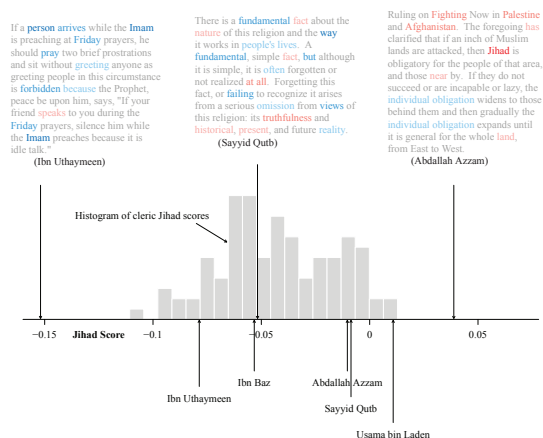 If a person arrives while the Imam
is preaching at Friday prayers, he
should pray two brief prostrations
and sit without greeting anyone as
greeting people in this circumstance
is forbidden because the Prophet,
peace be upon him, says, "If your
friend speaks to you during the
Friday prayers, silence him while
the Imam preaches because it is
idle talk."
(Ibn Uthaymeen)
There is a fundamental fact about the
nature of this religion and the way
it works in people's lives. A
fundamental, simple fact, but although
it is simple, it is often forgotten or
not realized at all. Forgetting this
fact, or failing to recognize it arises
from a serious omission from views of
this religion: its truthfulness and
historical, present, and future reality.
(Sayyid Qutb)
Ruling on Fighting Now in Palestine
and Afghanistan. The foregoing has
clarified that if an inch of Muslim
lands are attacked, then Jihad is
obligatory for the people of that area,
and those near by. If they do not
succeed or are incapable or lazy, the
individual obligation widens to those
behind them and then gradually the
individual obligation expands until
it is general for the whole land,
from East to West.
(Abdallah Azzam)
Histogram of cleric Jihad scores
−0.15 Jihad Score −0.1 −0.05 0 0.05
Ibn Uthaymeen
Ibn Baz
Abdallah Azzam
Sayyid Qutb
Usama bin Laden